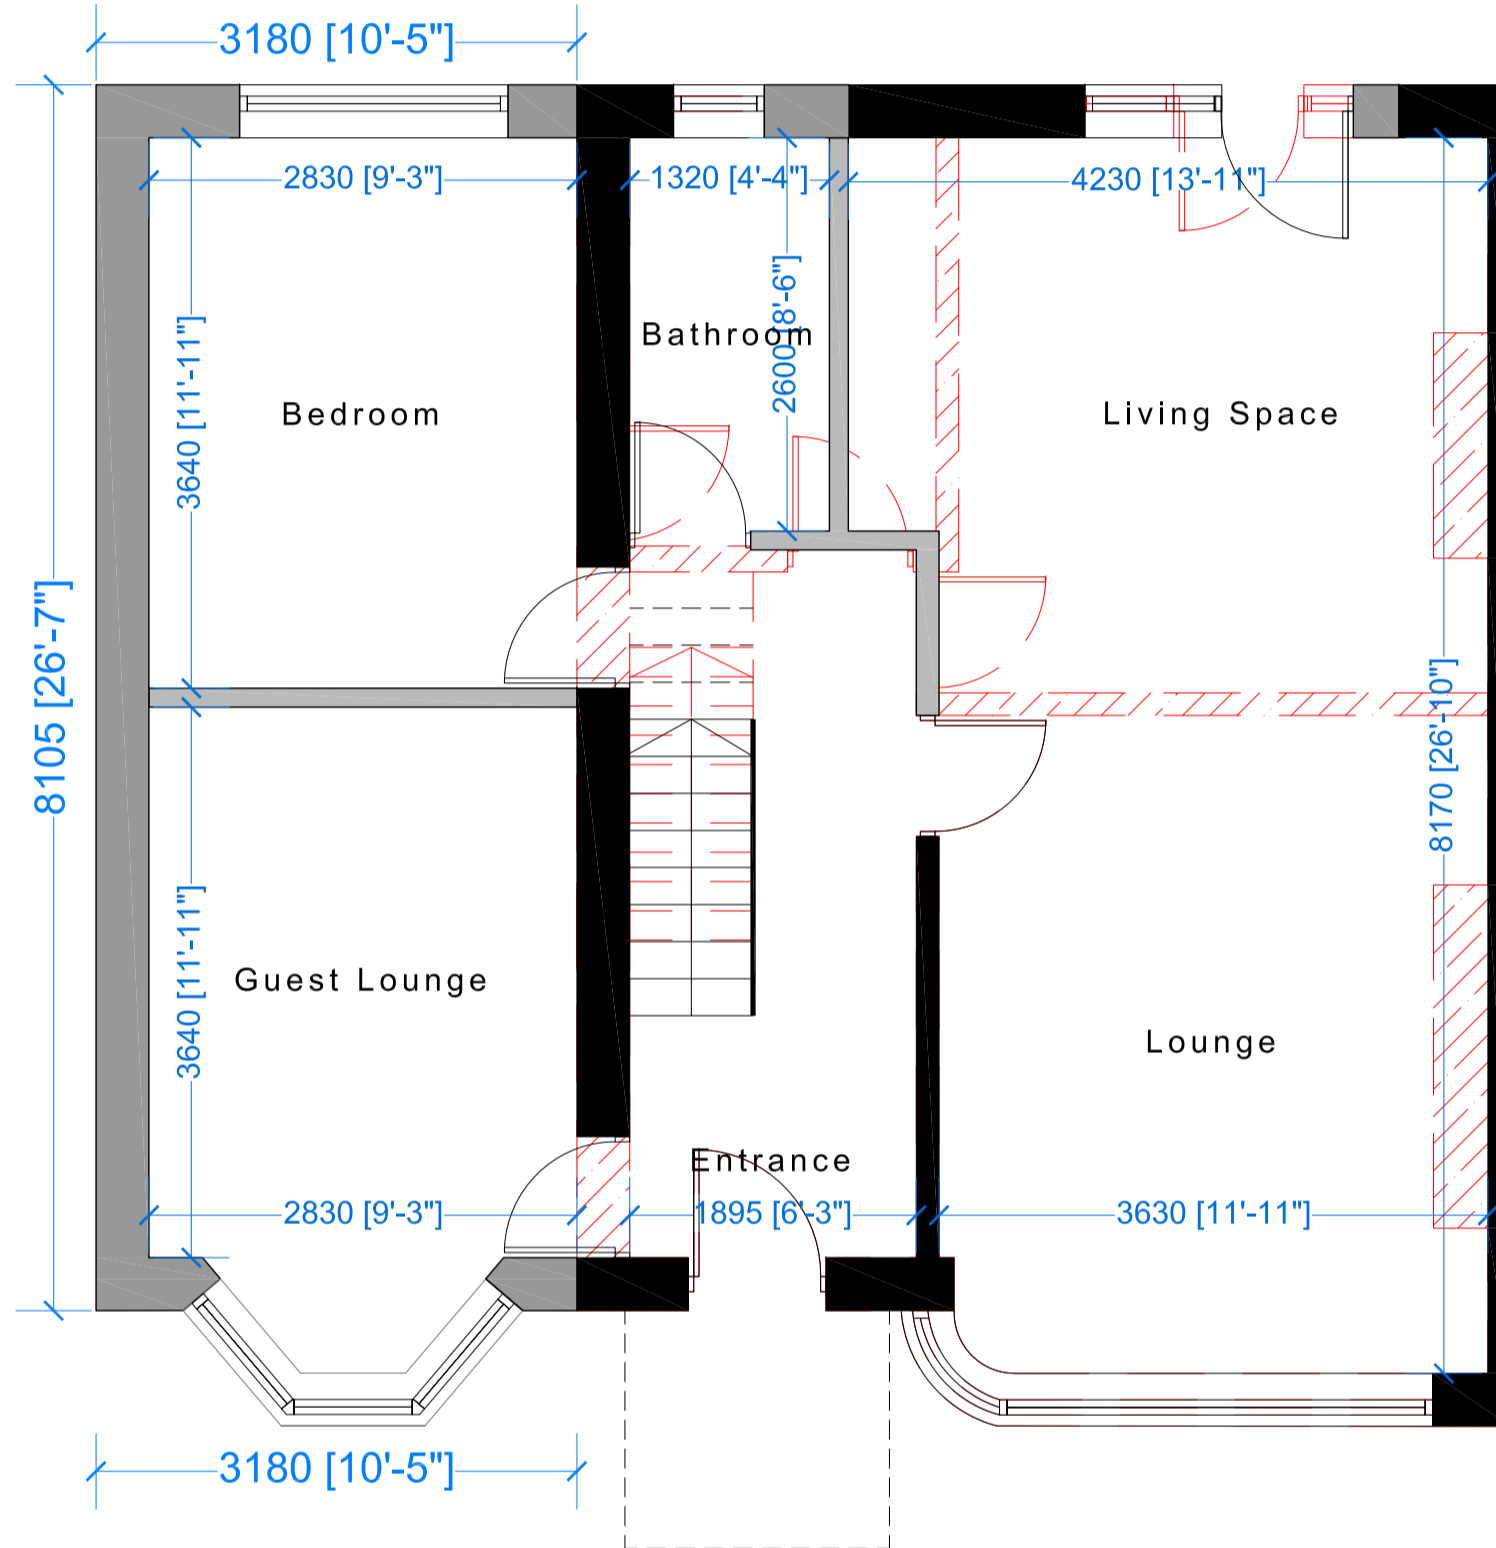 3180 [10'-5"]
2830 [9'-3"]
1320 [4'-4"]
4230 [13'-11"]
2600 [8'-6"]
Bathroom
3640 [11'-11"]
Bedroom
Living Space
8105 [26'-7"]
8170 [26'-10"]
3640 [11'-11"]
Guest Lounge
Lounge
Entrance
2830 [9'-3"]
1895 [6'-3"]
3630 [11'-11"]
3180 [10'-5"]